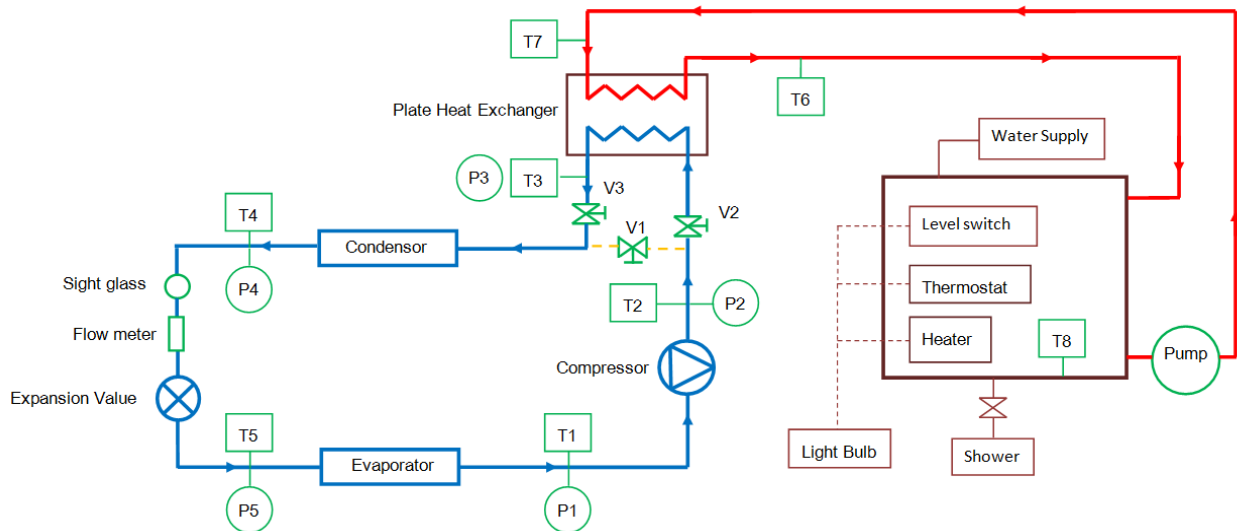 T7
T6
Plate Heat Exchanger
Water Supply
P3
T3
V3
T4
V2
V1
Level switch
Condensor
Sight glass
P4
Thermostat
T2
P2
Flow meter
Heater
T8
Compressor
Pump
Expansion Value
T5
T1
Light Bulb
Shower
Evaporator
P5
P1